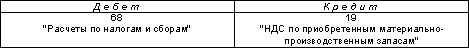 Дебет
Кредит
68
"Расчеты по налогам и сборам"
19
"НДС по приобретенным материально-
производственным запасам"